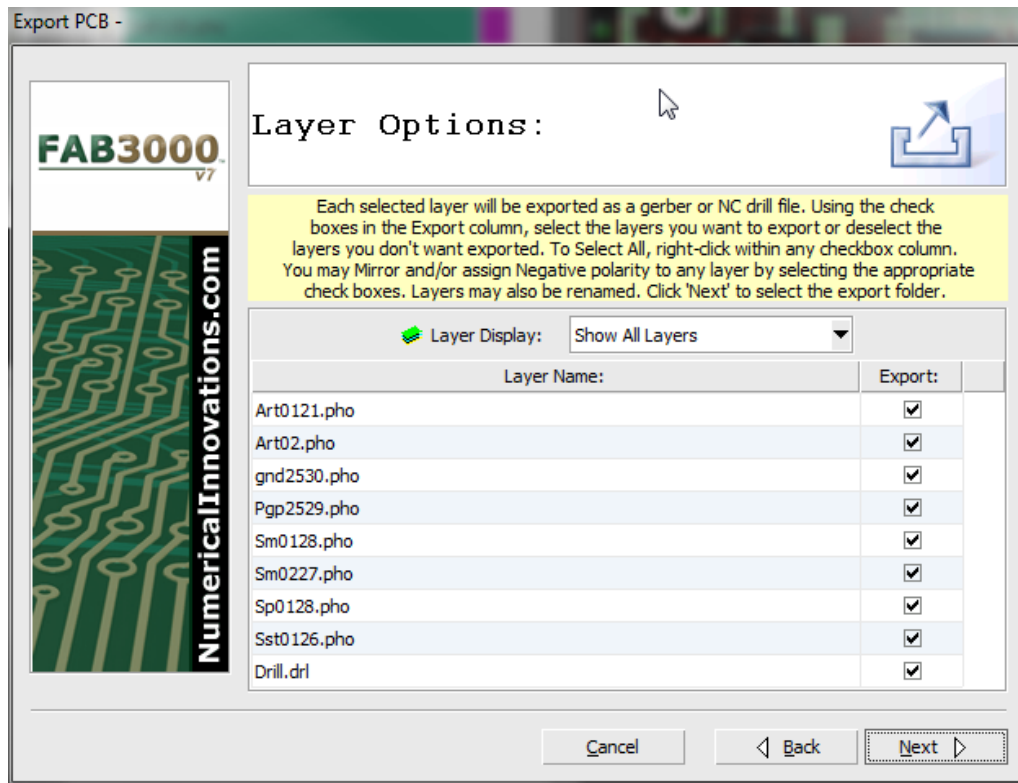 Export PCB -
FAB3000
v7
NumericalInnovations.com
Layer Options:
Each selected layer will be exported as a gerber or NC drill file. Using the check
boxes in the Export column, select the layers you want to export or deselect the
layers you don't want exported. To Select All, right-click within any checkbox column.
You may Mirror and/or assign Negative polarity to any layer by selecting the appropriate
check boxes. Layers may also be renamed. Click 'Next' to select the export folder.
Layer Display: Show All Layers
Layer Name: Export:
Art0121.pho
Art02.pho
gnd2530.pho
Pgp2529.pho
Sm0128.pho
Sm0227.pho
Sp0128.pho
Sst0126.pho
Drill.drl
Cancel Back Next